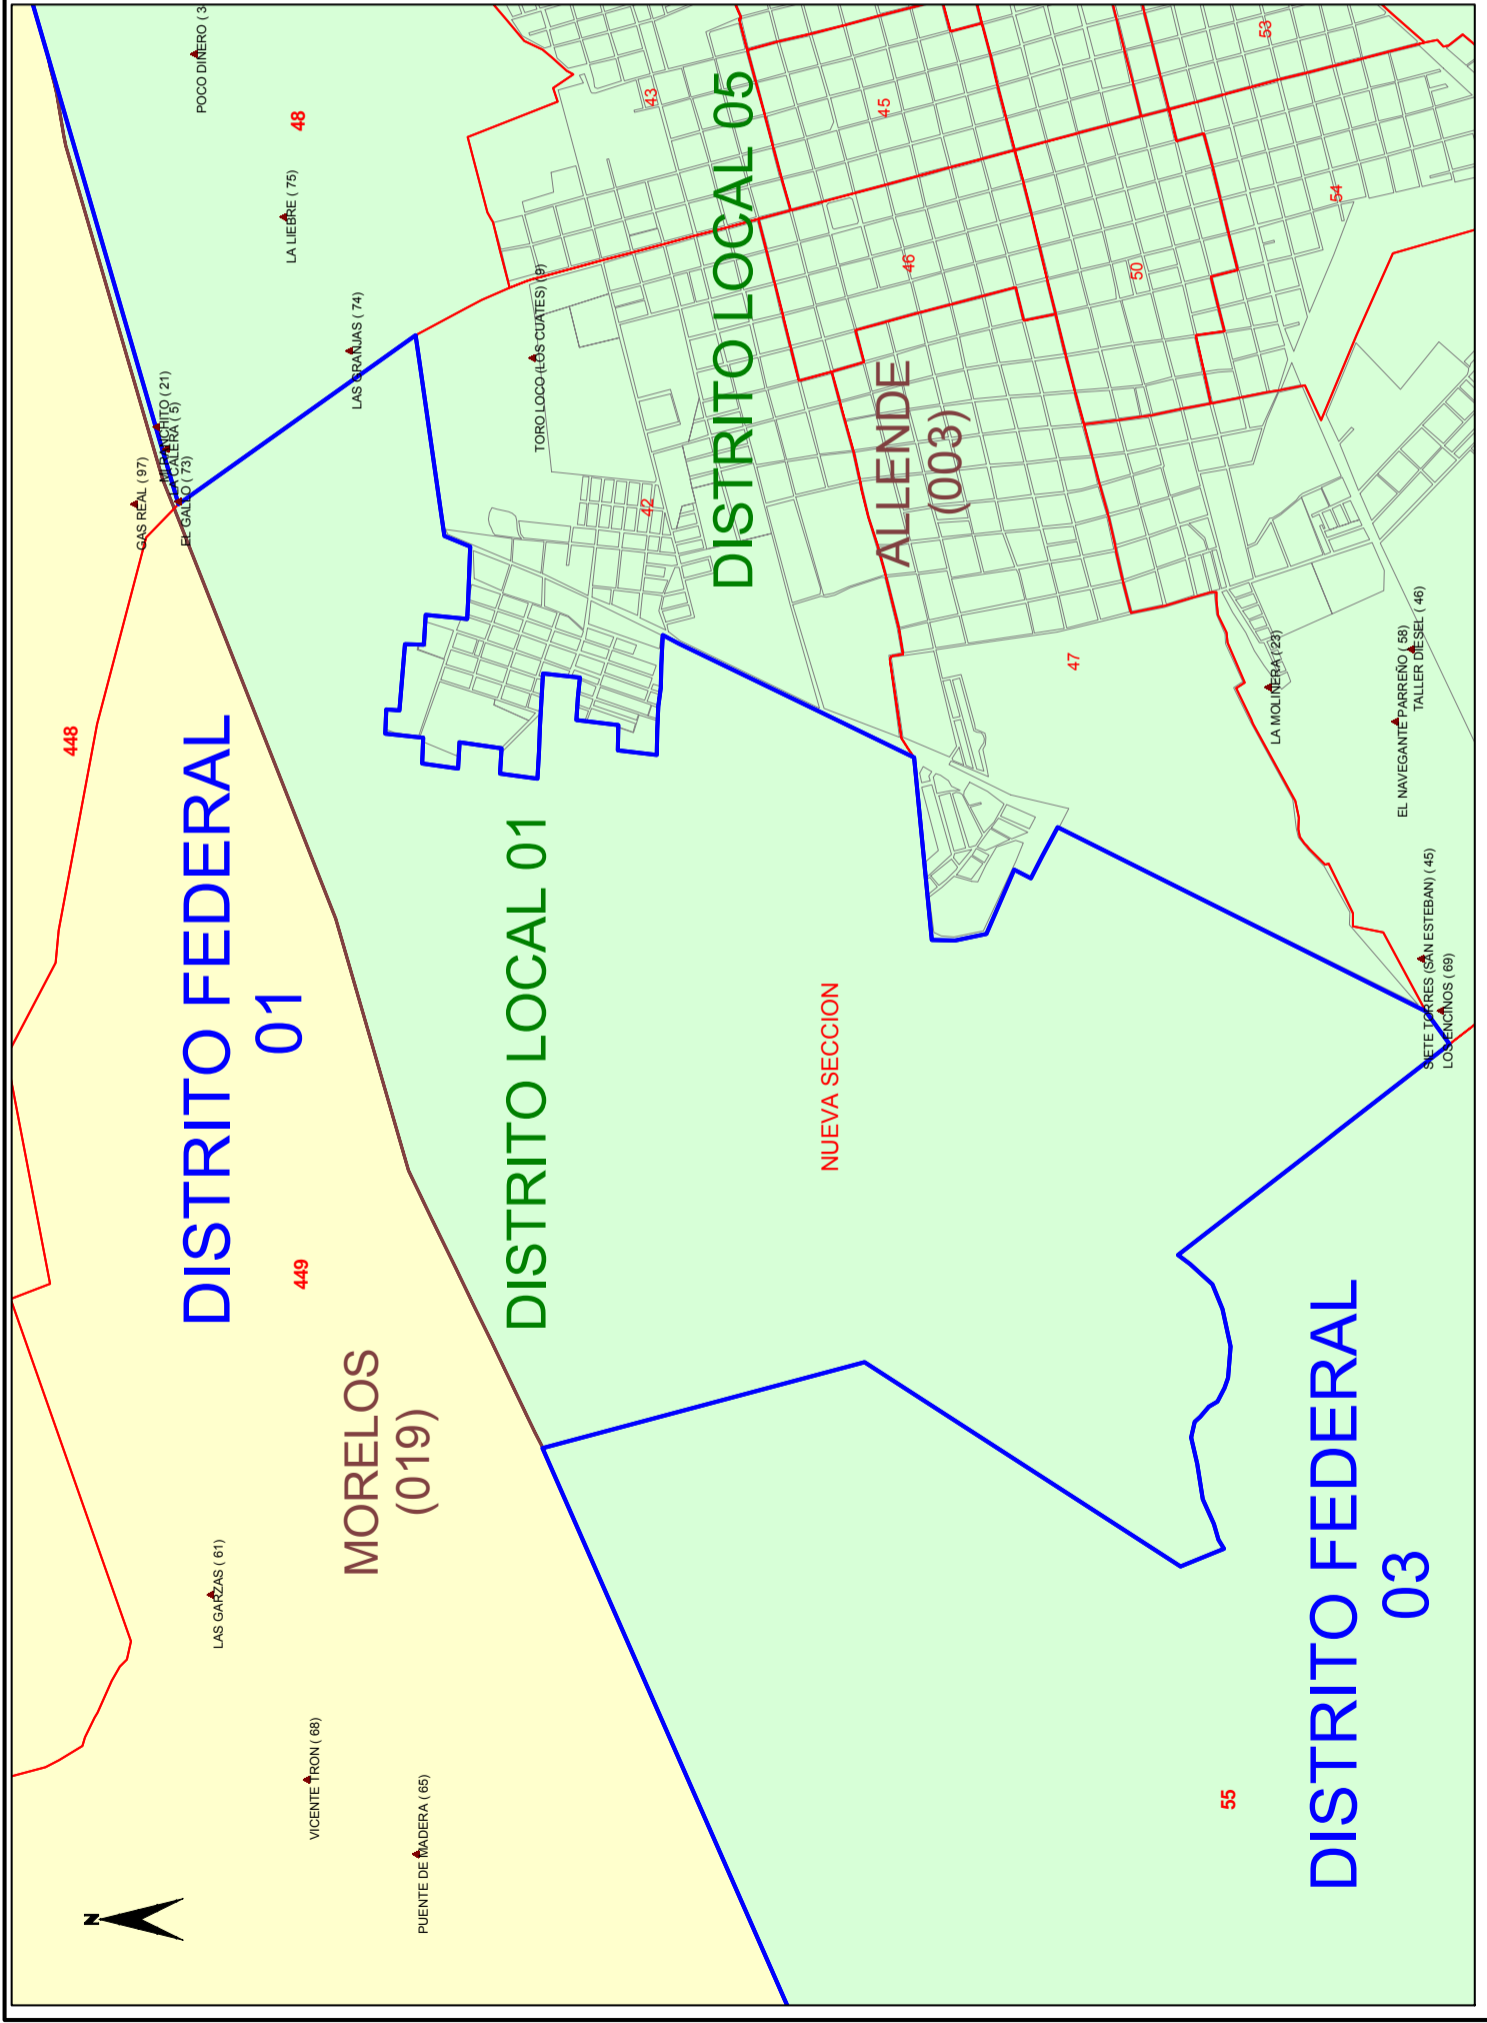 N
VICENTE TRON ( 68)
PUENTE DE MADERA ( 65)
LAS GARZAS ( 61)
MORELOS
(019)
449
448
DISTRITO FEDERAL
01
GAS REAL ( 97)
MI RANCHITO ( 21)
LA CALERA ( 5)
EL GALLO ( 73)
LAS GRANJAS ( 74)
LA LIEBRE ( 75)
48
POCO DINERO ( 3
DISTRITO LOCAL 01
TORO LOCO (LOS CUATES) ( 9)
42
43
DISTRITO LOCAL 05
45
46
ALLENDE
(003)
NUEVA SECCION
47
50
53
54
55
DISTRITO FEDERAL
03
LA MOLINERA ( 23)
EL NAVEGANTE PARREÑO ( 58)
TALLER DIESEL ( 46)
SIETE TORRES (SAN ESTEBAN) ( 45)
LOS ENCINOS ( 69)